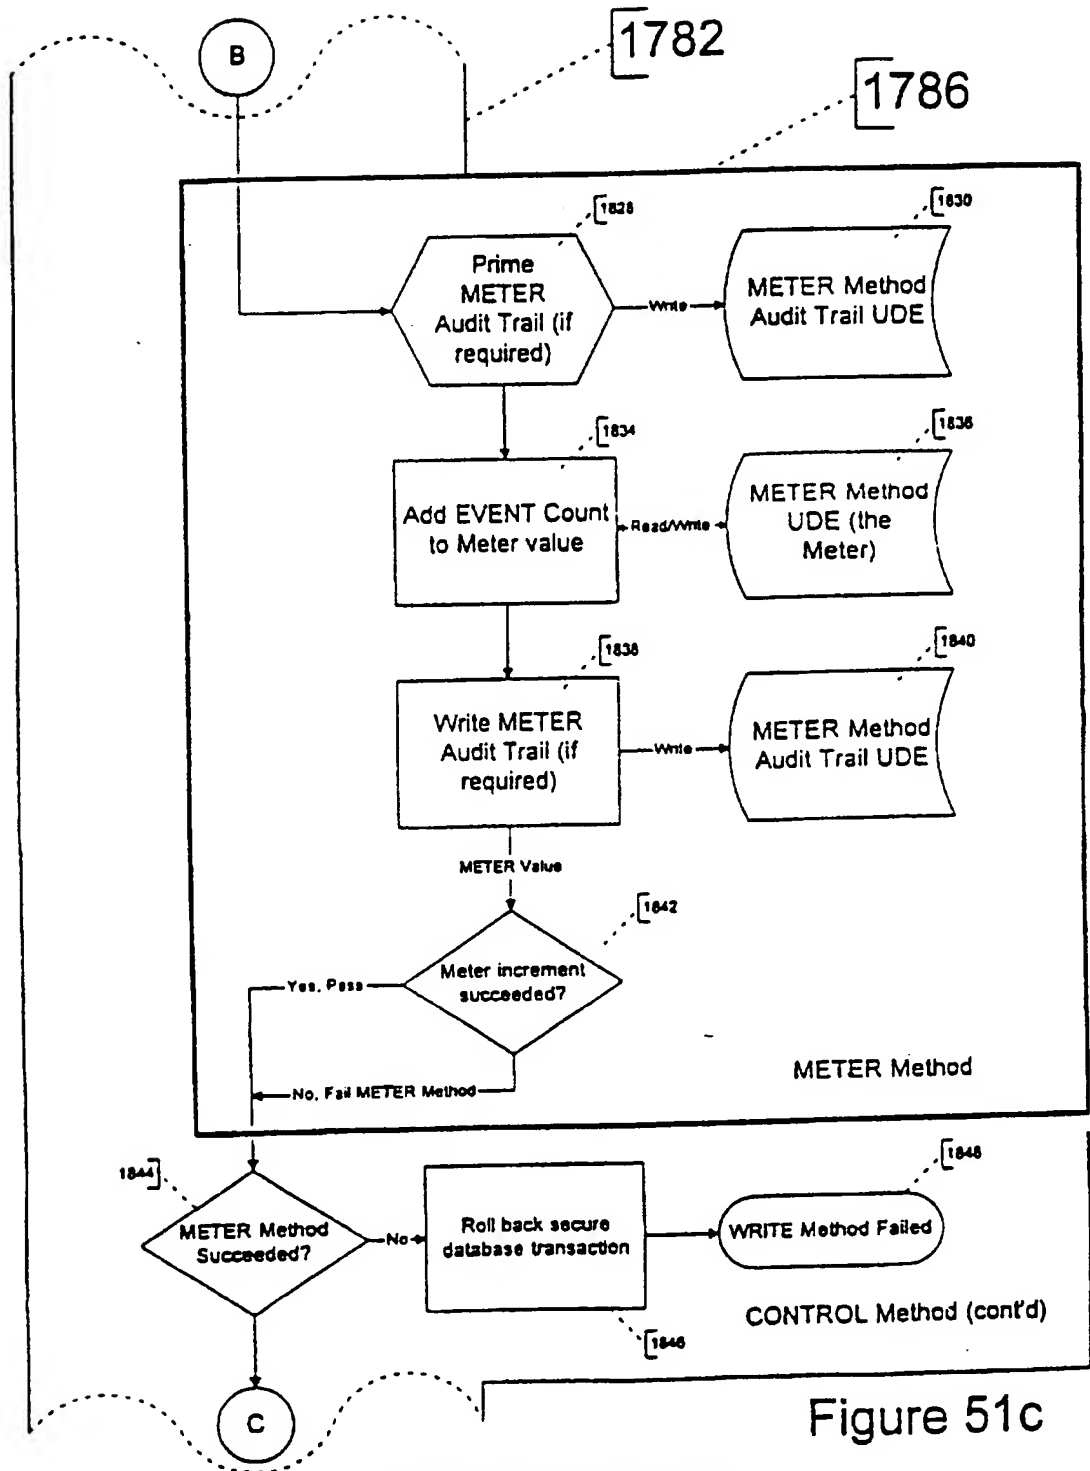 B
1782
1786
1828
1830
Prime
METER
Audit Trail (if
required)
Write
METER Method
Audit Trail UDE
1834
1836
Add EVENT Count
to Meter value
Read/Write
METER Method
UDE (the
Meter)
1838
1840
Write METER
Audit Trail (if
required)
Write
METER Method
Audit Trail UDE
METER Value
1842
Meter increment
succeeded?
Yes, Pass
No, Fail METER Method
METER Method
1844
METER Method
Succeeded?
No
Roll back secure
database transaction
1848
WRITE Method Failed
1846
CONTROL Method (cont'd)
C
Figure 51c